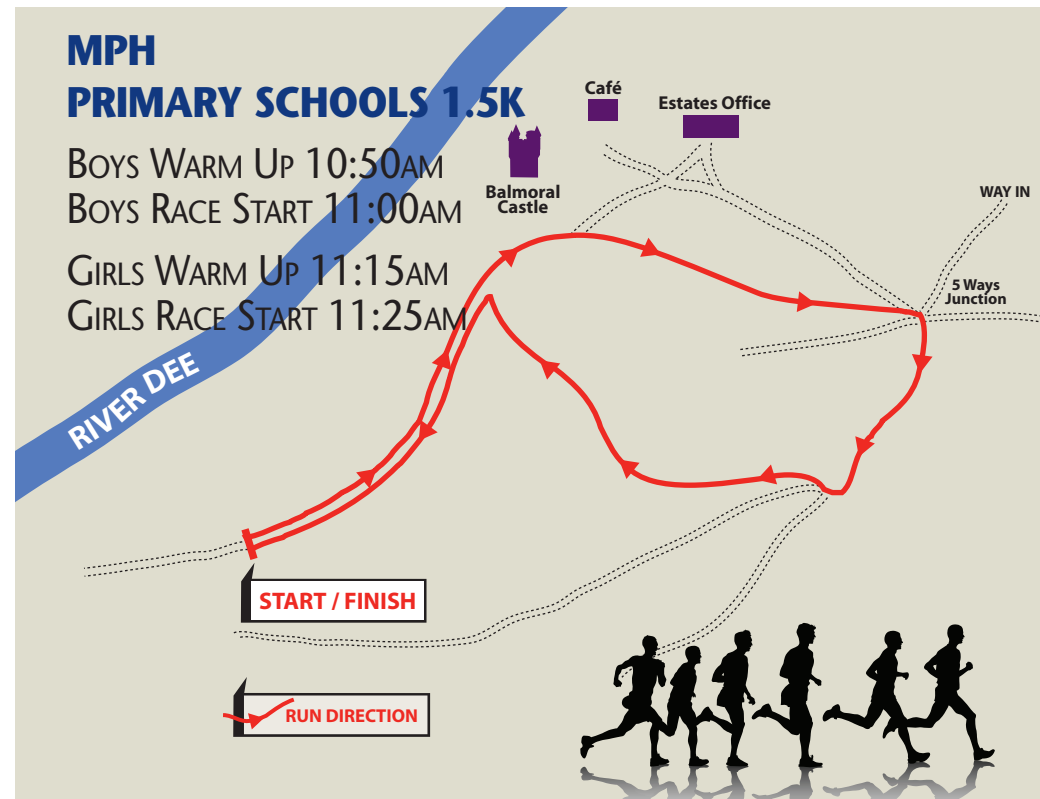 MPH
PRIMARY SCHOOLS 1.5K
BOYS WARM UP 10:50AM
BOYS RACE START 11:00AM
GIRLS WARM UP 11:15AM
GIRLS RACE START 11:25AM
Café
Estates Office
Balmoral
Castle
WAY IN
5 Ways
Junction
RIVER DEE
START / FINISH
RUN DIRECTION